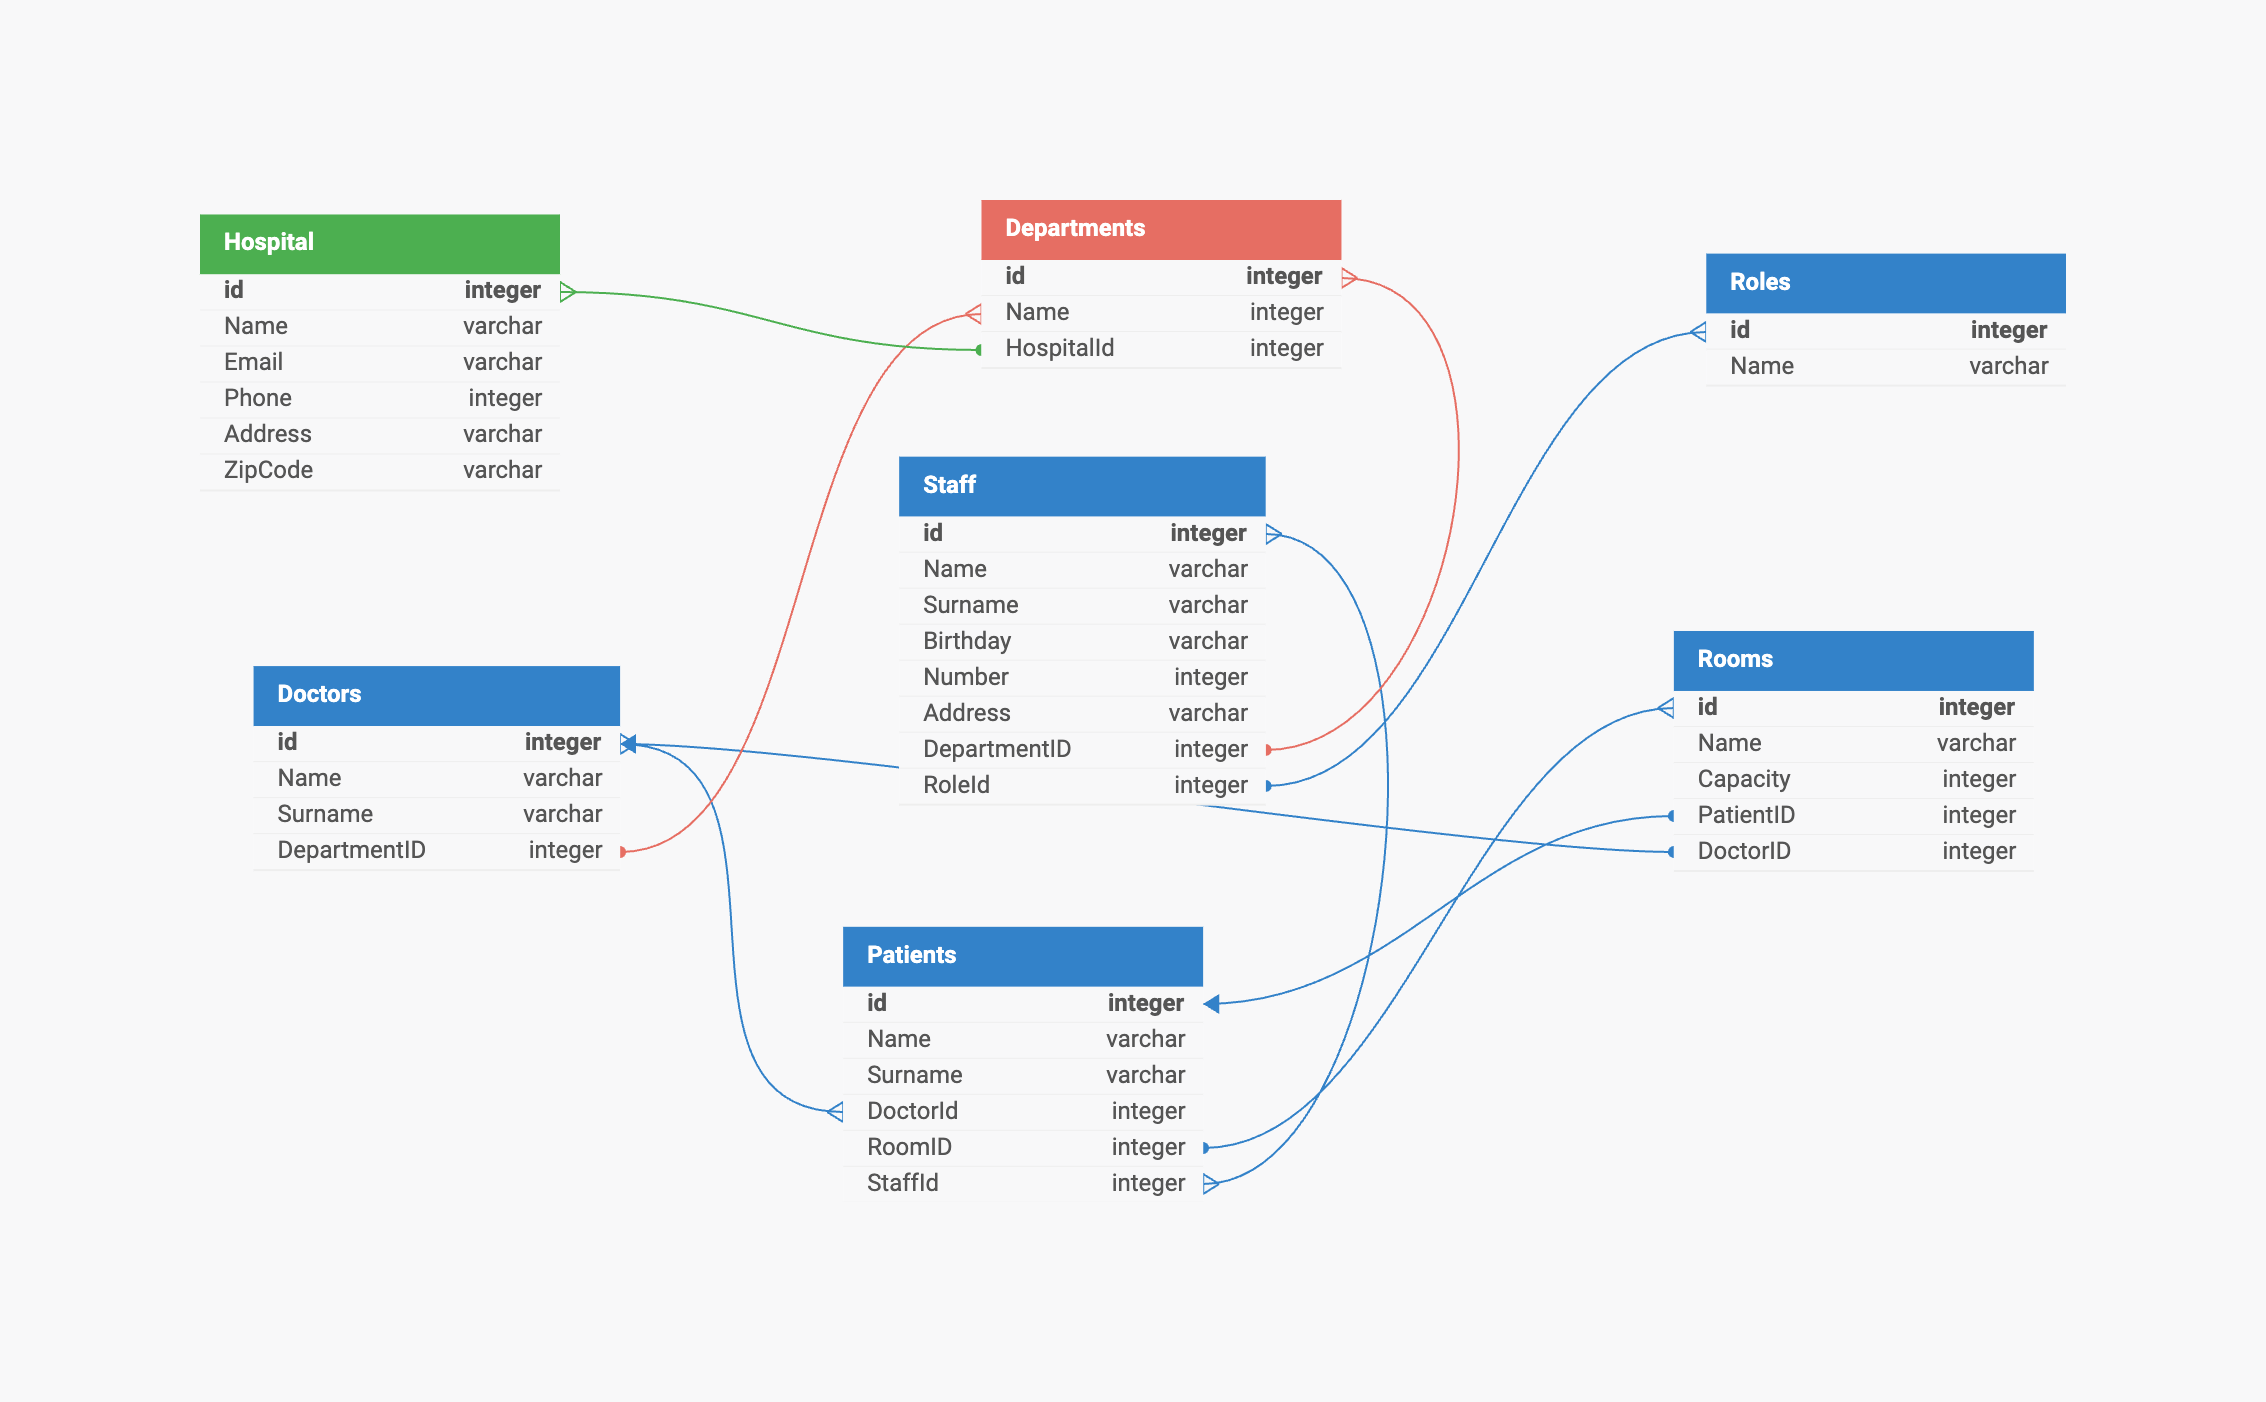 Hospital
id integer
Name varchar
Email varchar
Phone integer
Address varchar
ZipCode varchar
Departments
id integer
Name integer
HospitalId integer
Roles
id integer
Name varchar
Staff
id integer
Name varchar
Surname varchar
Birthday varchar
Number integer
Address varchar
DepartmentID integer
RoleId integer
Doctors
id integer
Name varchar
Surname varchar
DepartmentID integer
Rooms
id integer
Name varchar
Capacity integer
PatientID integer
DoctorID integer
Patients
id integer
Name varchar
Surname varchar
DoctorId integer
RoomID integer
StaffId integer